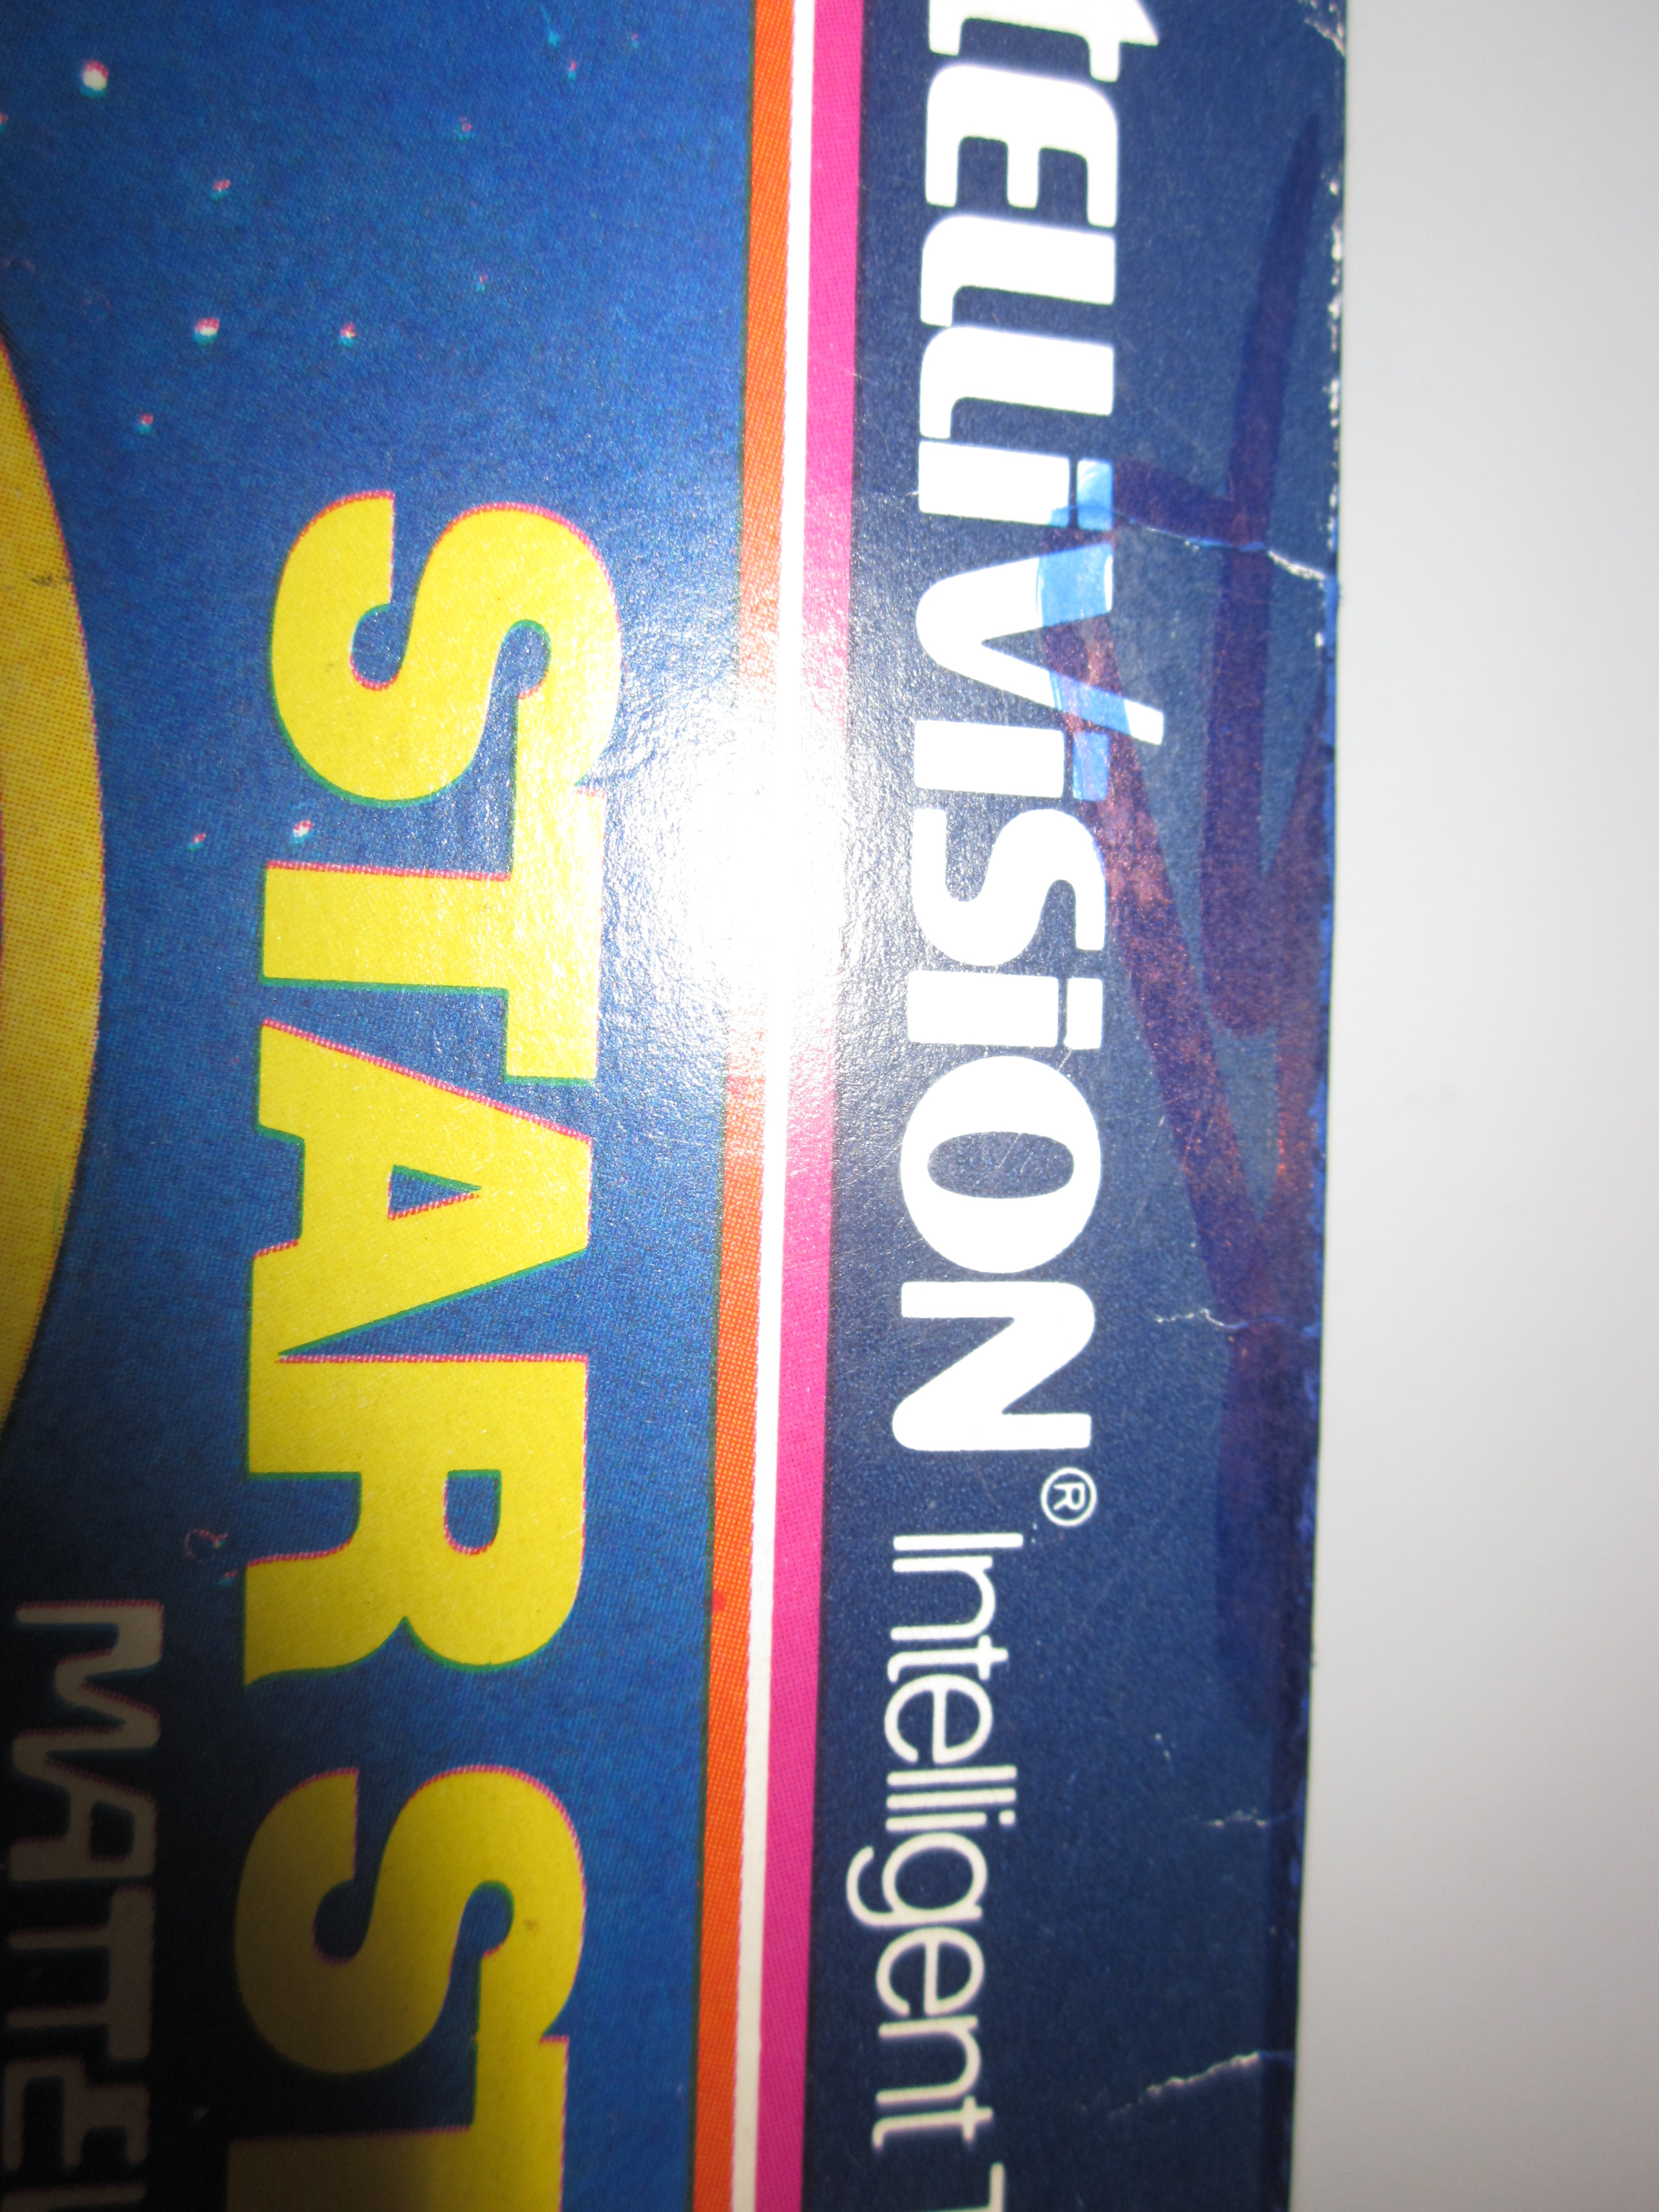 tELLIVISION® Intelligent T
STAR ST
MATTEL